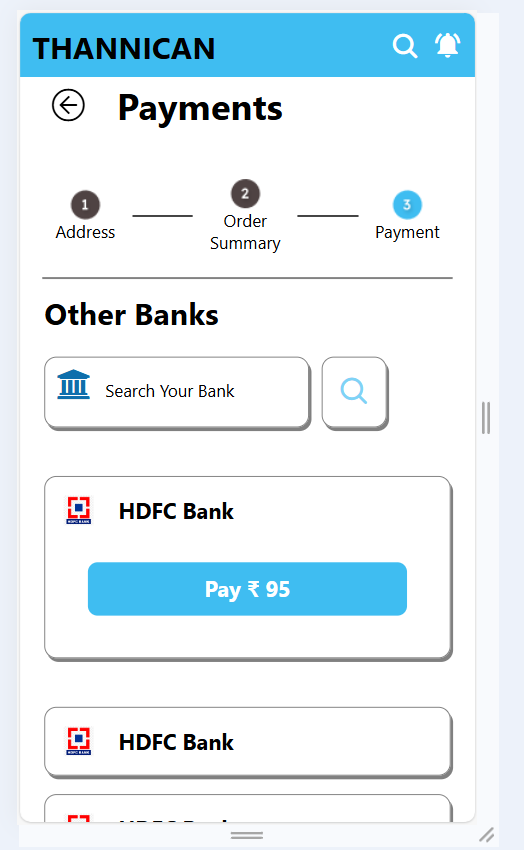 THANNICAN
Payments
1
2
3
Address
Order
Summary
Payment
Other Banks
Search Your Bank
HDFC BANK
HDFC Bank
Pay ₹ 95
HDFC BANK
HDFC Bank